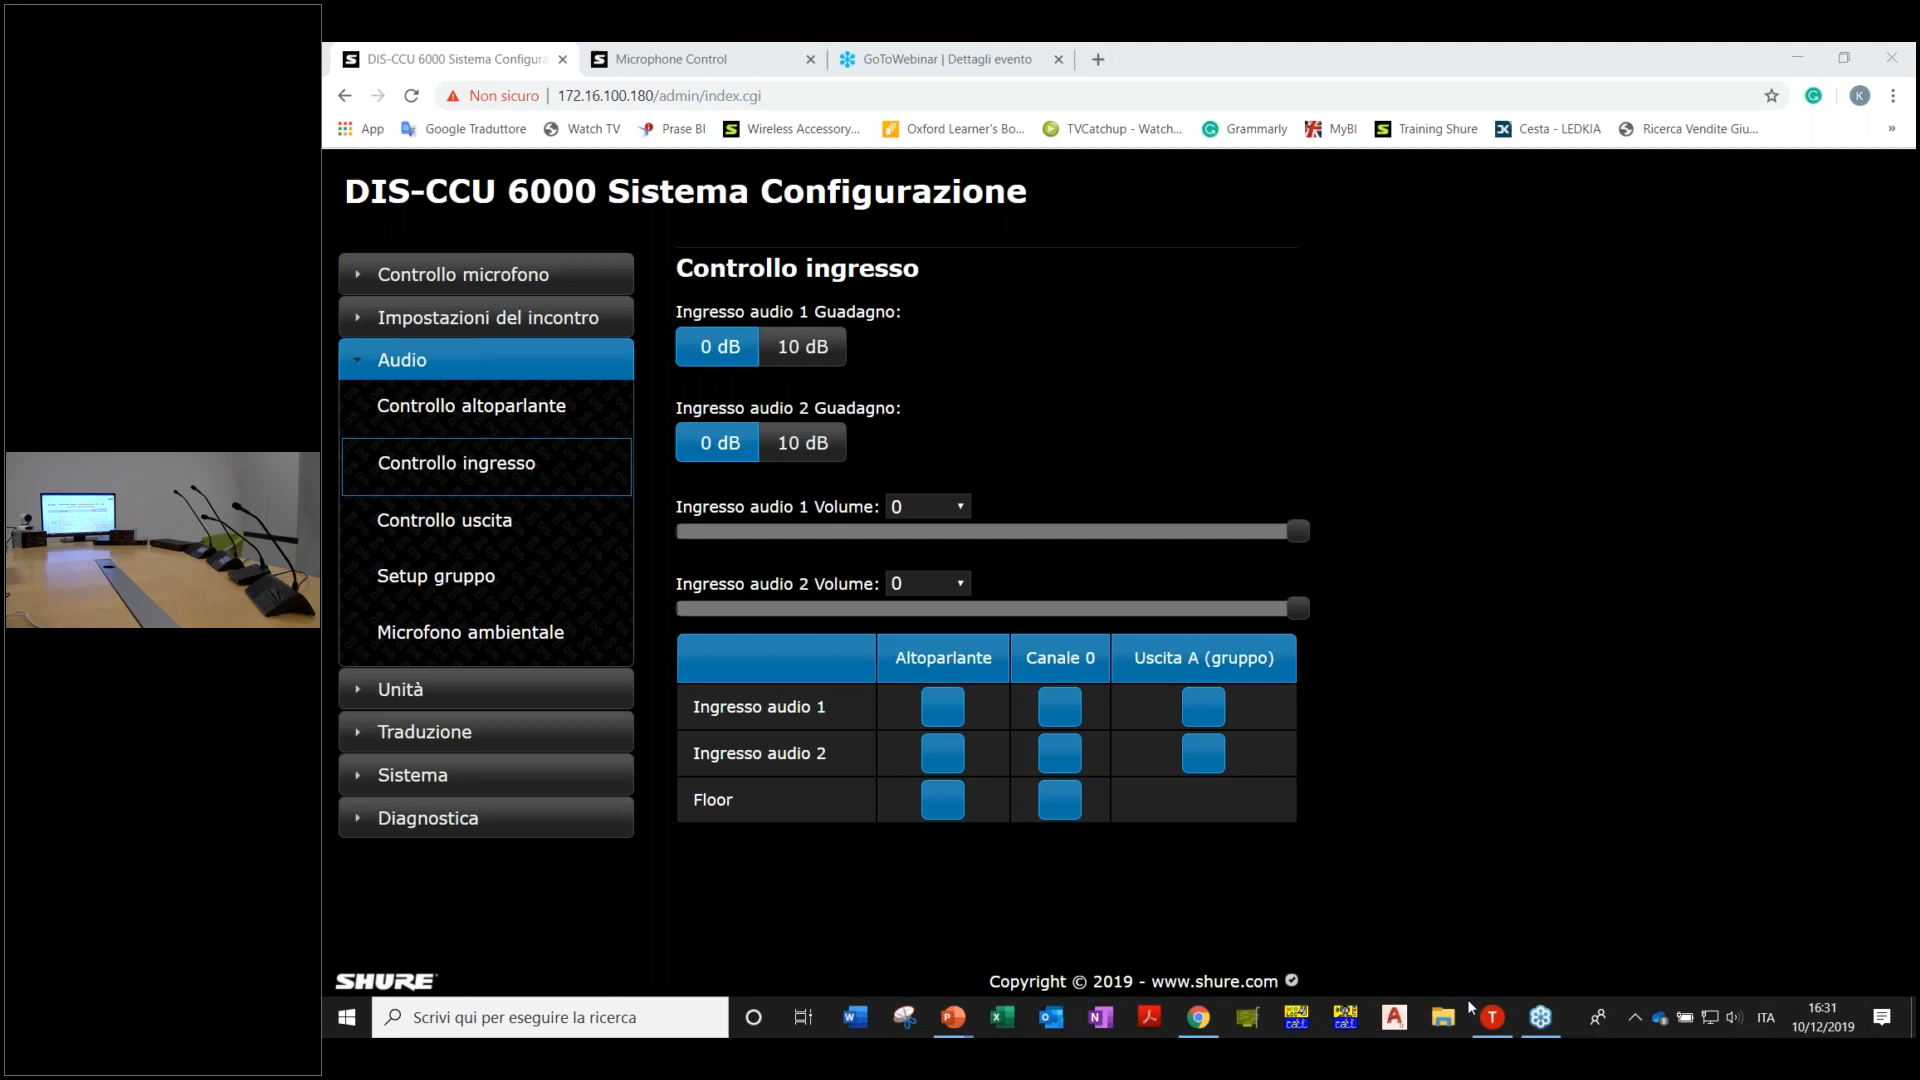 DIS-CCU 6000 Sistema Configura
Microphone Control
GoToWebinar | Dettagli evento
Non sicuro | 172.16.100.180/admin/index.cgi
K
App
Google Traduttore
Watch TV
Prase BI
Wireless Accessory...
Oxford Learner's Bo...
TVCatchup - Watch...
Grammarly
MyBI
Training Shure
Cesta - LEDKIA
Ricerca Vendite Giu...
»
DIS-CCU 6000 Sistema Configurazione
Controllo microfono
Impostazioni del incontro
Audio
Controllo altoparlante
Controllo ingresso
Controllo uscita
Setup gruppo
Microfono ambientale
Unità
Traduzione
Sistema
Diagnostica
Controllo ingresso
Ingresso audio 1 Guadagno:
0 dB 10 dB
Ingresso audio 2 Guadagno:
0 dB 10 dB
Ingresso audio 1 Volume: 0
Ingresso audio 2 Volume: 0
Altoparlante Canale 0 Uscita A (gruppo)
Ingresso audio 1
Ingresso audio 2
Floor
SHURE
Copyright © 2019 - www.shure.com
Scrivi qui per eseguire la ricerca
ITA
16:31
10/12/2019